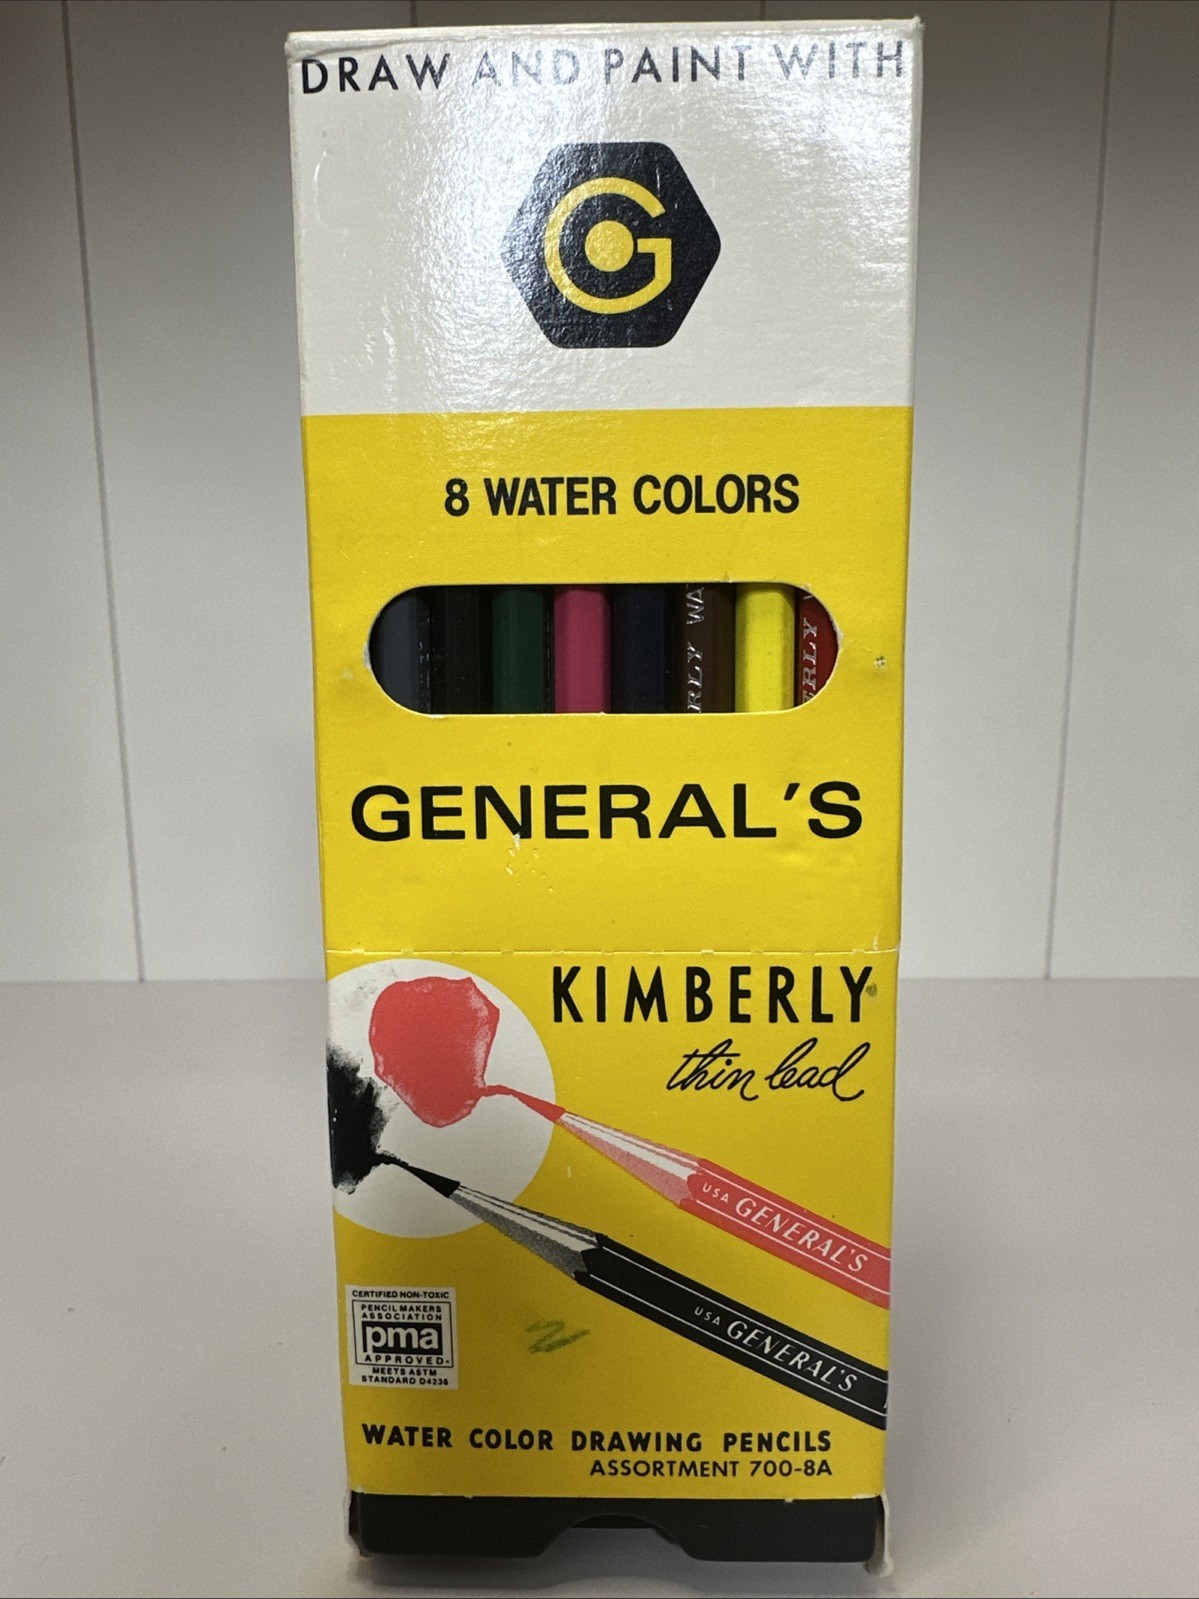 DRAW AND PAINT WITH
G
8 WATER COLORS
GENERAL'S
KIMBERLY
thin lead
USA GENERAL'S
USA GENERAL'S
CERTIFIED NON-TOXIC
PENCIL MAKERS
ASSOCIATION
pma
APPROVED
MEETS ASTM
STANDARD D4236
WATER COLOR DRAWING PENCILS
ASSORTMENT 700-8A